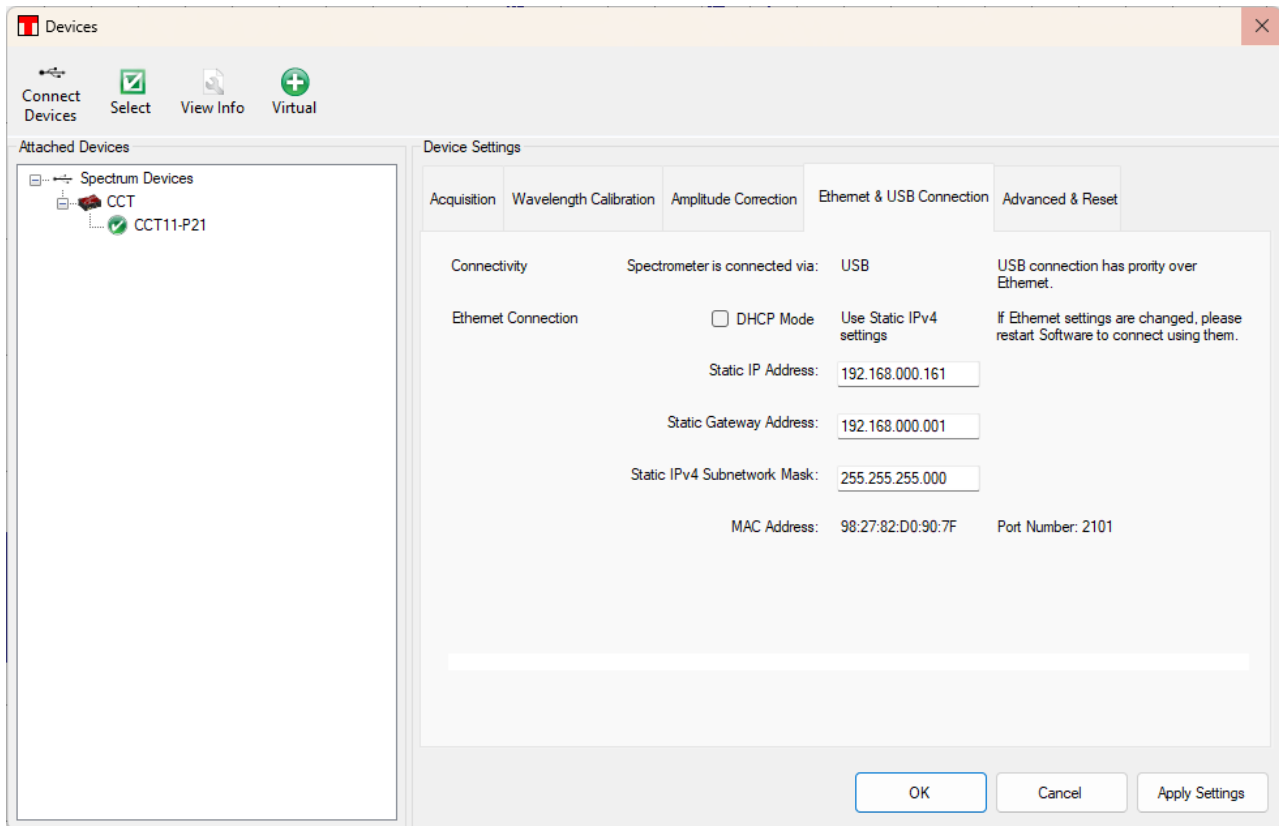 Devices
Connect
Devices
Select
View Info
Virtual
Attached Devices
Spectrum Devices
CCT
CCT11-P21
Device Settings
Acquisition Wavelength Calibration Amplitude Correction Ethernet & USB Connection Advanced & Reset
Connectivity Spectrometer is connected via: USB USB connection has prority over
Ethernet.
Ethernet Connection DHCP Mode Use Static IPv4 If Ethernet settings are changed, please
settings restart Software to connect using them.
Static IP Address: 192.168.000.161
Static Gateway Address: 192.168.000.001
Static IPv4 Subnetwork Mask: 255.255.255.000
MAC Address: 98:27:82:D0:90:7F Port Number: 2101
OK Cancel Apply Settings